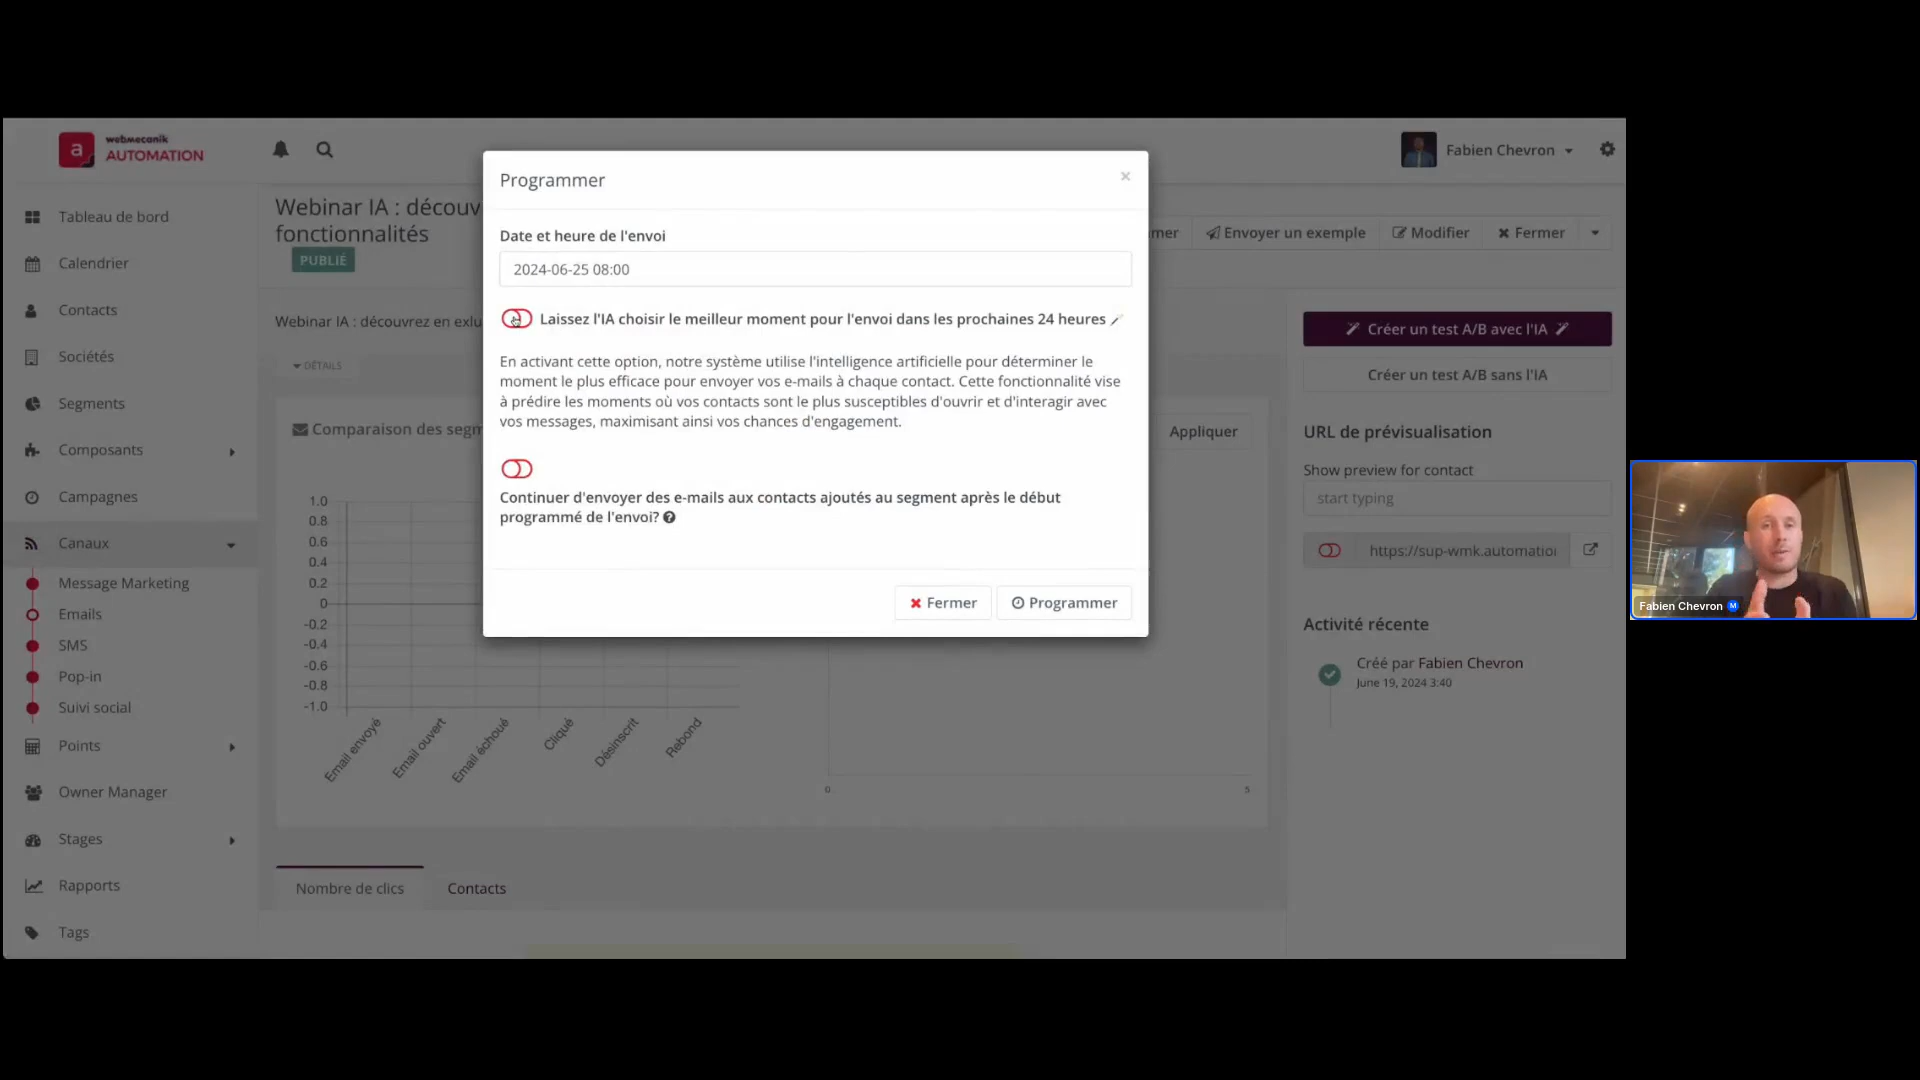 a webmecanik
AUTOMATION
Fabien Chevron
Tableau de bord
Calendrier
Contacts
Sociétés
Segments
Composants
Campagnes
Canaux
Message Marketing
Emails
SMS
Pop-in
Suivi social
Points
Owner Manager
Stages
Rapports
Tags
Webinar IA : découv
fonctionnalités
PUBLIÉ
mer
Envoyer un exemple
Modifier
Fermer
Webinar IA : découvrez en exlu
DÉTAILS
Comparaison des segm
Appliquer
1.0
0.8
0.6
0.4
0.2
0
-0.2
-0.4
-0.6
-0.8
-1.0
Email envoyé
Email ouvert
Email échoué
Cliqué
Désinscrit
Rebond
0
5
Nombre de clics
Contacts
Programmer
×
Date et heure de l'envoi
2024-06-25 08:00
Laissez l'IA choisir le meilleur moment pour l'envoi dans les prochaines 24 heures
En activant cette option, notre système utilise l'intelligence artificielle pour déterminer le
moment le plus efficace pour envoyer vos e-mails à chaque contact. Cette fonctionnalité vise
à prédire les moments où vos contacts sont le plus susceptibles d'ouvrir et d'interagir avec
vos messages, maximisant ainsi vos chances d'engagement.
Continuer d'envoyer des e-mails aux contacts ajoutés au segment après le début
programmé de l'envoi? ?
Fermer
Programmer
Créer un test A/B avec l'IA
Créer un test A/B sans l'IA
URL de prévisualisation
Show preview for contact
start typing
https://sup-wmk.automatio
Activité récente
Créé par Fabien Chevron
June 19, 2024 3:40
Fabien Chevron M